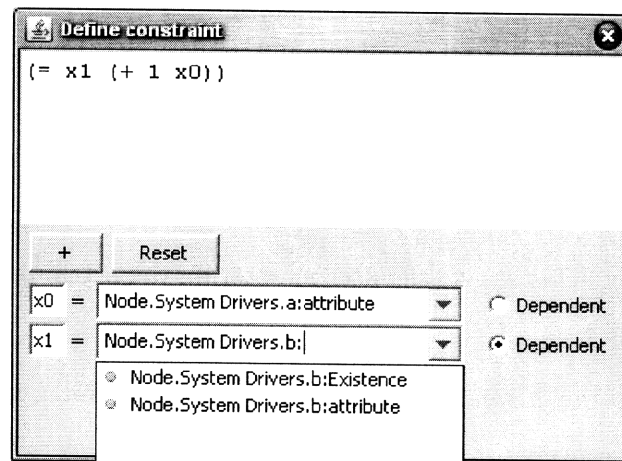 Define constraint
(= x1 (+ 1 x0))
+ Reset
x0 = Node.System Drivers.a:attribute Dependent
x1 = Node.System Drivers.b: Dependent
Node.System Drivers.b:Existence
Node.System Drivers.b:attribute